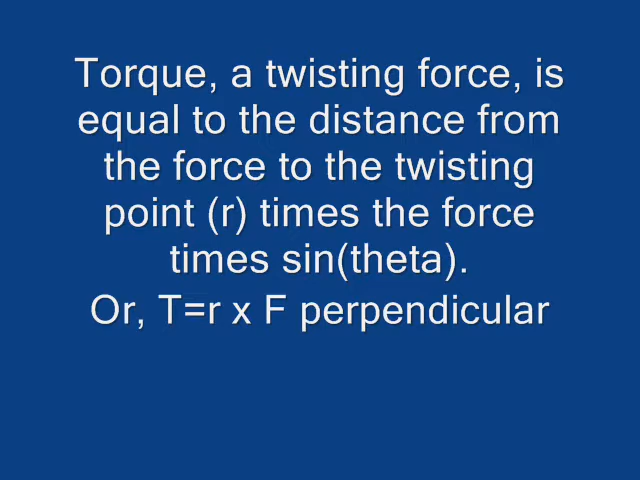 Torque, a twisting force, is
equal to the distance from
the force to the twisting
point (r) times the force
times sin(theta).
Or, T=r x F perpendicular